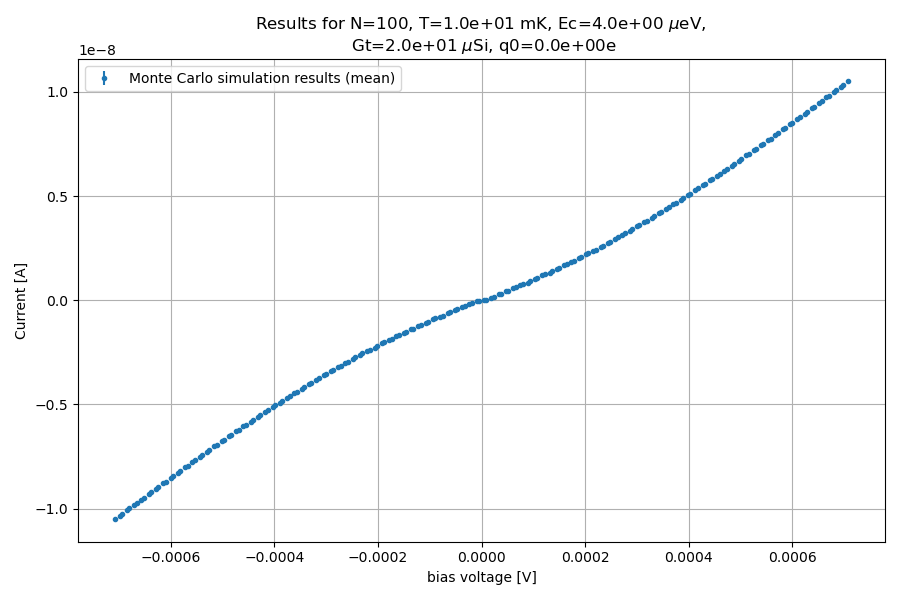 Results for N=100, T=1.0e+01 mK, Ec=4.0e+00 μeV,
Gt=2.0e+01 μSi, q0=0.0e+00e
1e−8
Monte Carlo simulation results (mean)
1.0
0.5
0.0
−0.5
−1.0
Current [A]
−0.0006 −0.0004 −0.0002 0.0000 0.0002 0.0004 0.0006
bias voltage [V]